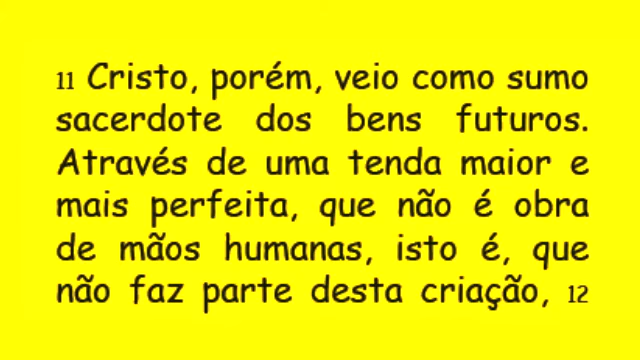 11 Cristo, porém, veio como sumo
sacerdote dos bens futuros.
Através de uma tenda maior e
mais perfeita, que não é obra
de mãos humanas, isto é, que
não faz parte desta criação, 12